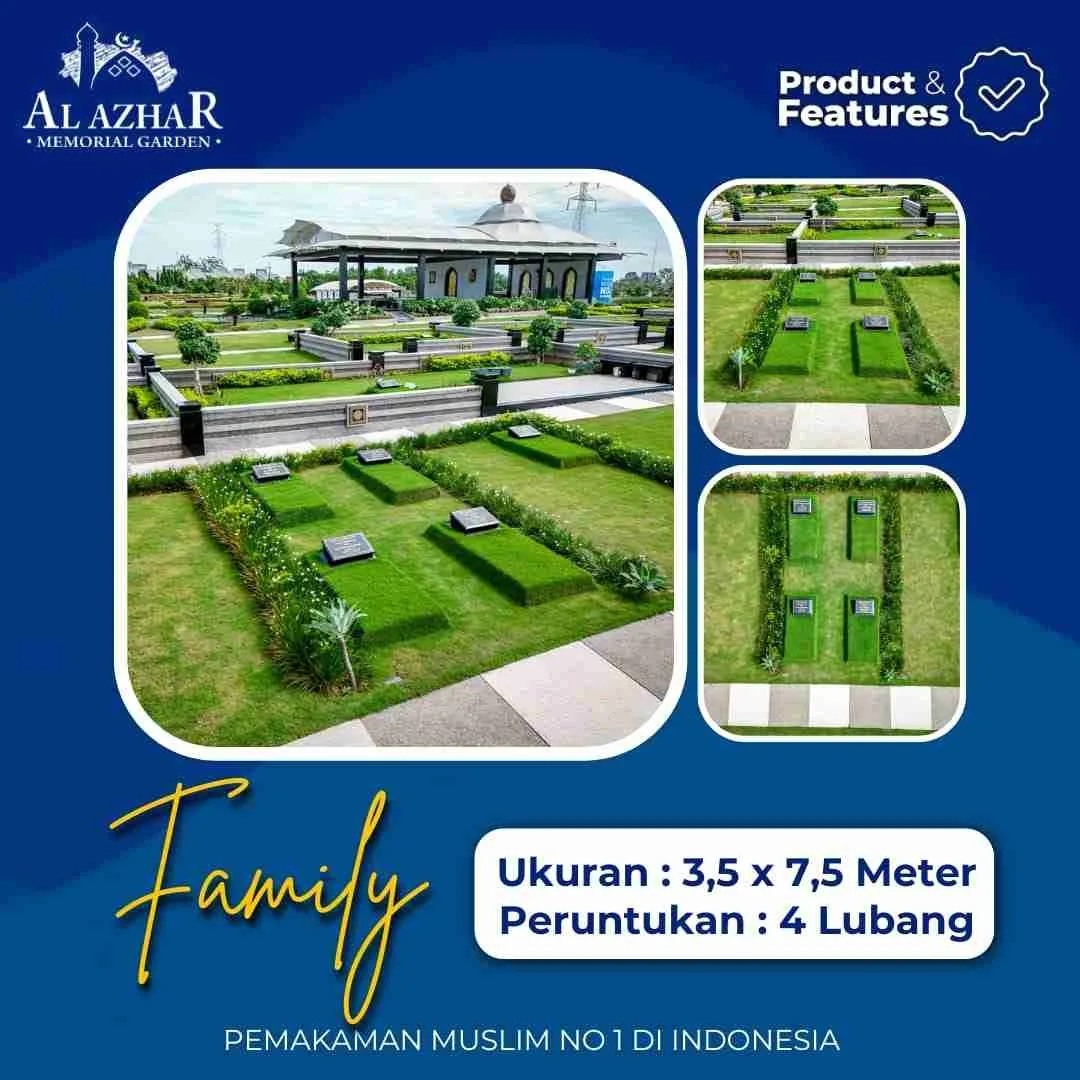 AL AZHAR
• MEMORIAL GARDEN •
Product &
Features
Family
Ukuran : 3,5 x 7,5 Meter
Peruntukan : 4 Lubang
PEMAKAMAN MUSLIM NO 1 DI INDONESIA